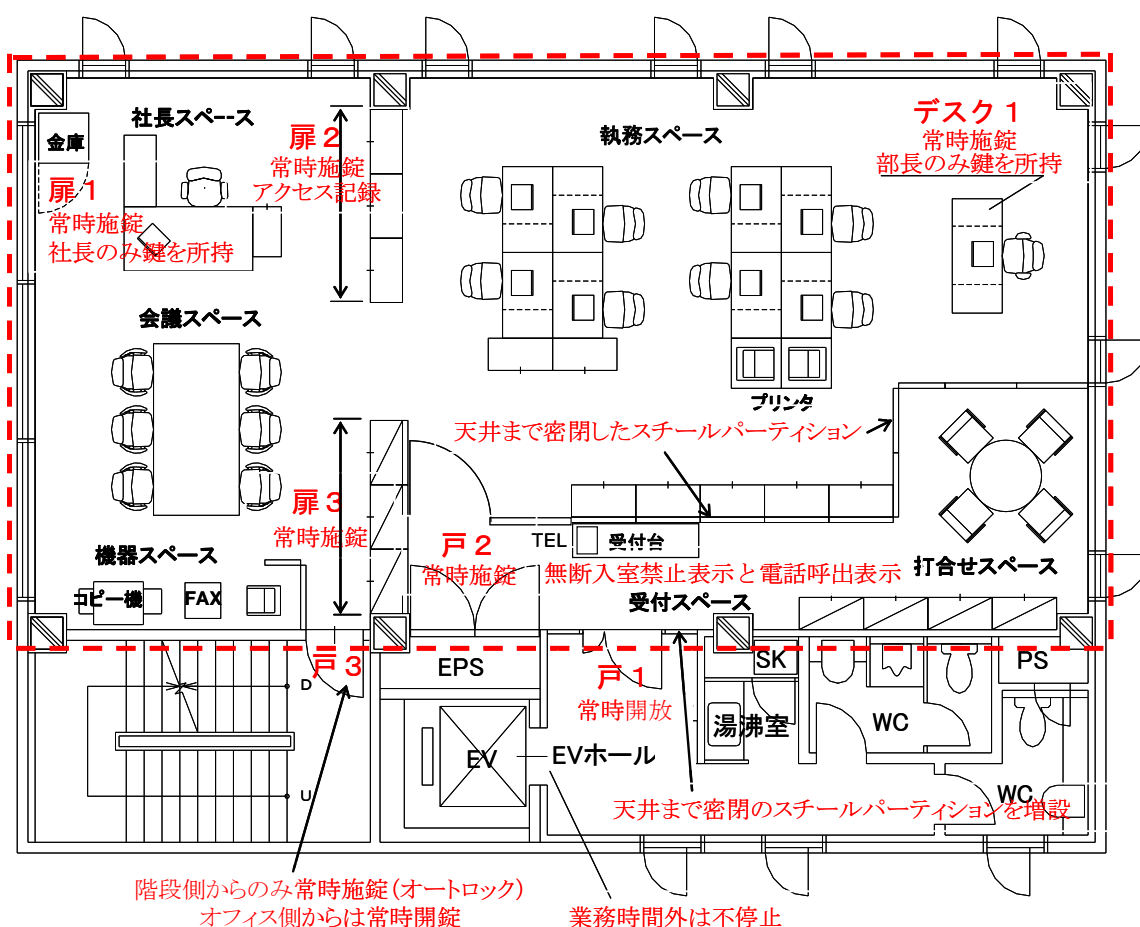 社長スペース
金庫
扉1
常時施錠
社長のみ鍵を所持
扉2
常時施錠
アクセス記録
執務スペース
デスク1
常時施錠
部長のみ鍵を所持
会議スペース
プリンタ
天井まで密閉したスチールパーティション
扉3
常時施錠
機器スペース
コピー機
FAX
戸2
常時施錠
TEL
受付台
無断入室禁止表示と電話呼出表示
受付スペース
打合せスペース
戸3
EPS
戸1
常時開放
SK
PS
D
U
EV
EVホール
湯沸室
WC
WC
天井まで密閉のスチールパーティションを増設
階段側からのみ常時施錠(オートロック)
オフィス側からは常時開錠
業務時間外は不停止